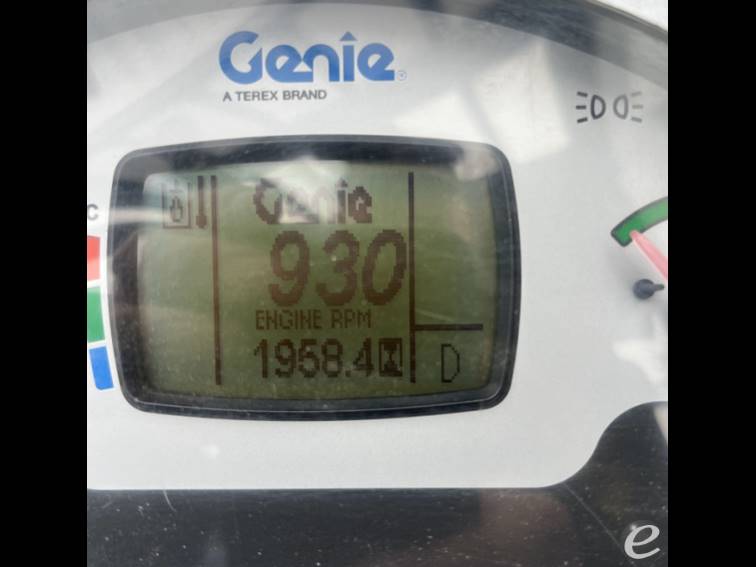 Genie
A TEREX BRAND
C
Genie
930
ENGINE RPM
1958.4
D
e